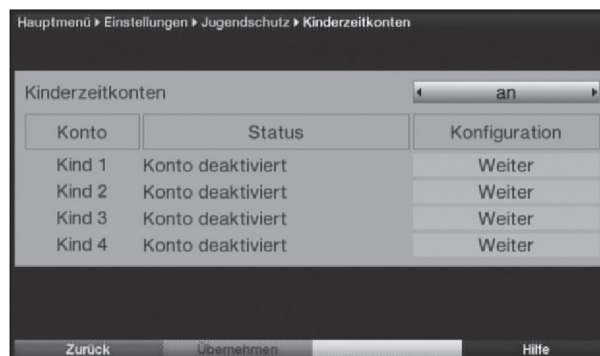 Hauptmenü Einstellungen Jugendschutz Kinderzeitkonten
Kinderzeitkonten an
Konto Status Konfiguration
Kind 1 Konto deaktiviert Weiter
Kind 2 Konto deaktiviert Weiter
Kind 3 Konto deaktiviert Weiter
Kind 4 Konto deaktiviert Weiter
Zurück Übernehmen Hilfe